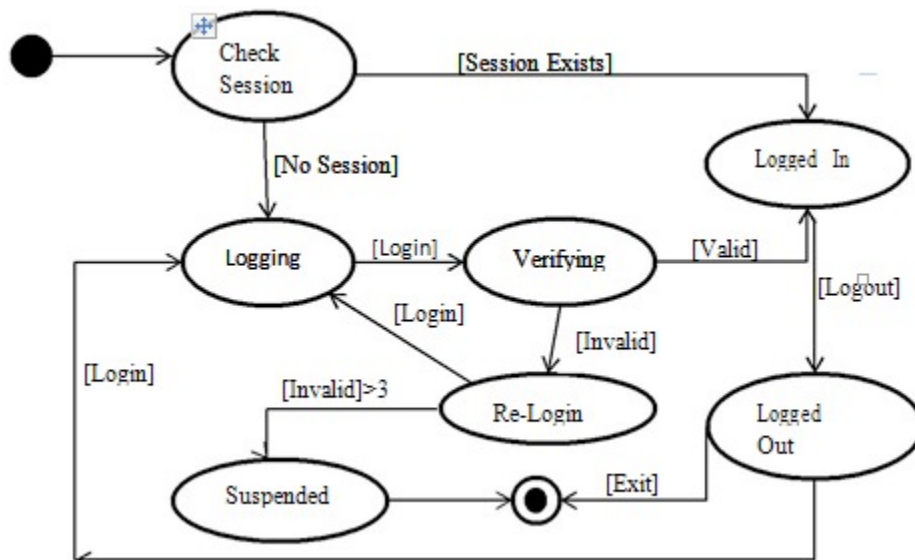 Check
Session
[Session Exists]
Logged In
[No Session]
Logging
[Login]
Verifying
[Valid]
[Logout]
[Login]
[Invalid]
[Login]
[Invalid]>3
Re-Login
Logged
Out
Suspended
[Exit]